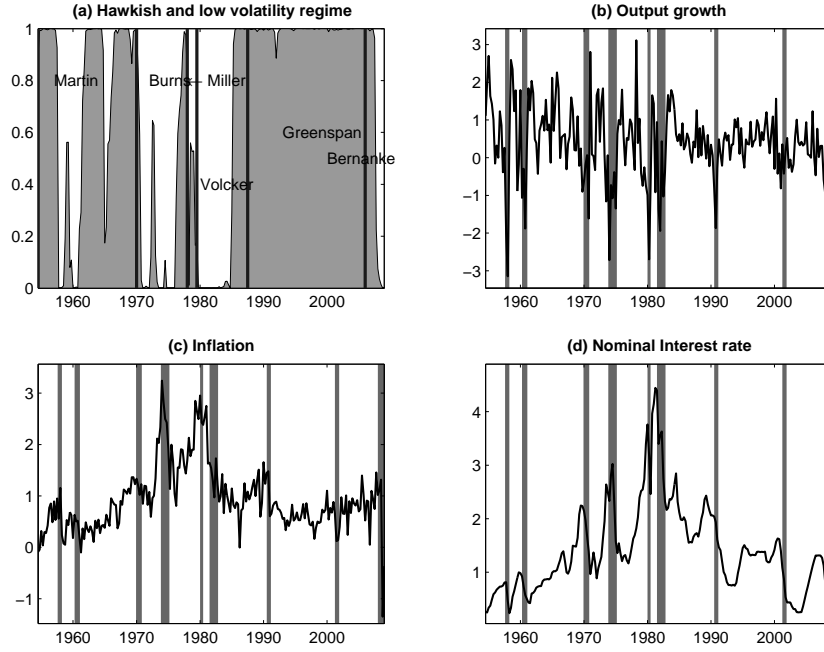 (a) Hawkish and low volatility regime
1
0.8
0.6
0.4
0.2
0
Martin
Burns
Miller
Greenspan
Bernanke
Volcker
1960 1970 1980 1990 2000
(b) Output growth
3
2
1
0
−1
−2
−3
1960 1970 1980 1990 2000
(c) Inflation
3
2
1
0
−1
1960 1970 1980 1990 2000
(d) Nominal Interest rate
4
3
2
1
1960 1970 1980 1990 2000